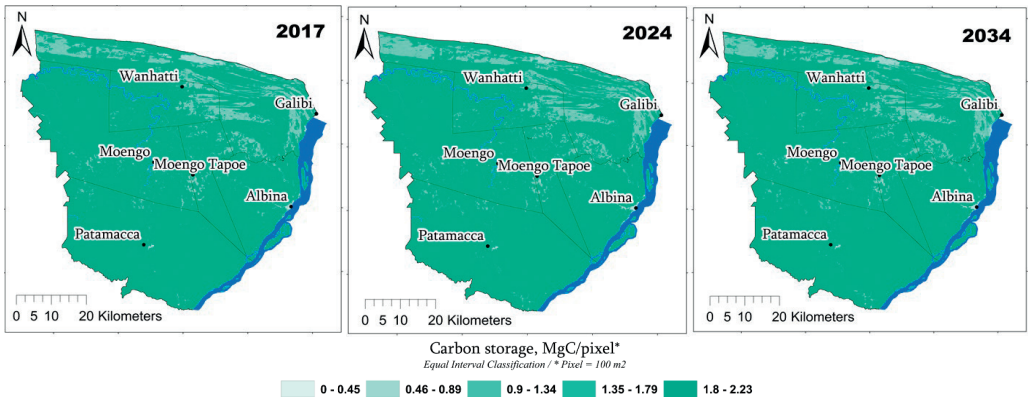 N
2017
Wanhatti
Galibi
Moengo
Moengo Tapoe
Albina
Patamacca
0 5 10 20 Kilometers
N
2024
Wanhatti
Galibi
Moengo
Moengo Tapoe
Albina
Patamacca
0 5 10 20 Kilometers
N
2034
Wanhatti
Galibi
Moengo
Moengo Tapoe
Albina
Patamacca
0 5 10 20 Kilometers
Carbon storage, MgC/pixel*
Equal Interval Classification / * Pixel = 100 m2
0 - 0.45 0.46 - 0.89 0.9 - 1.34 1.35 - 1.79 1.8 - 2.23